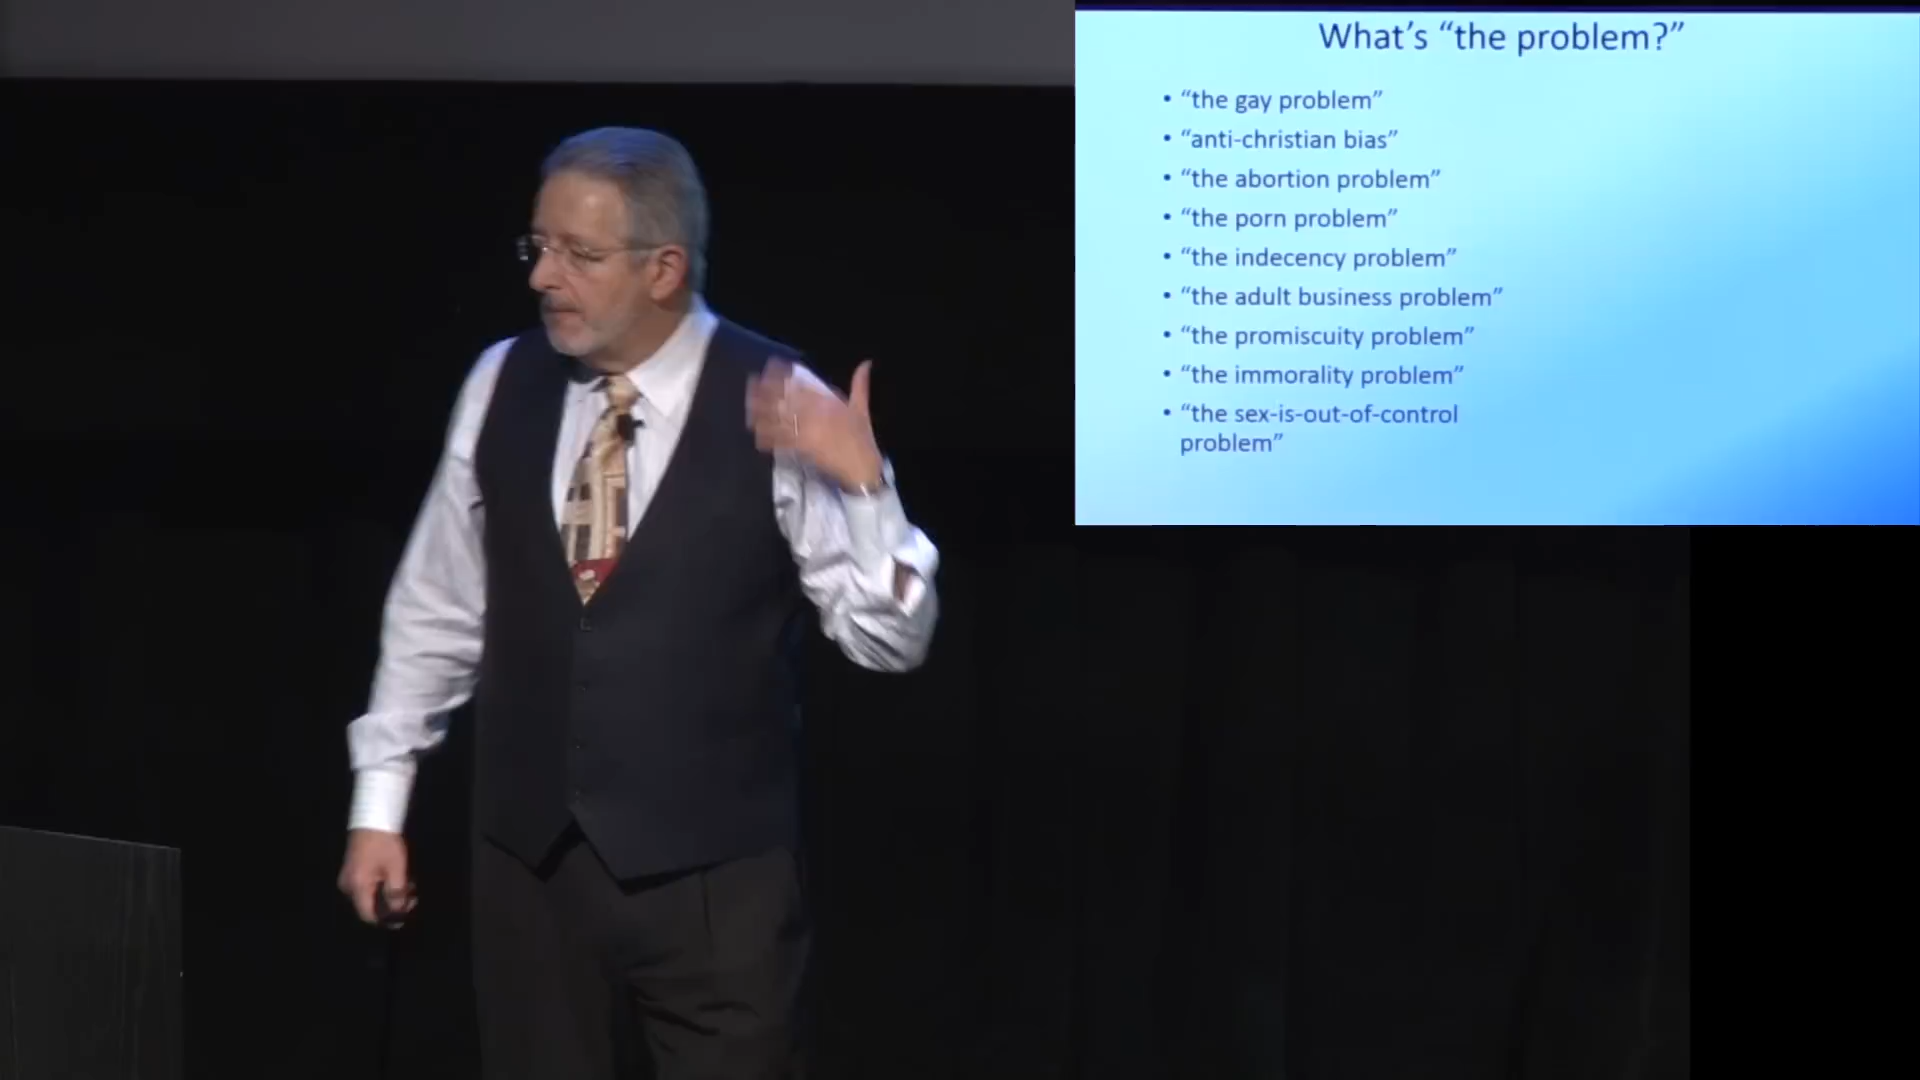 What’s “the problem?”
• “the gay problem”
• “anti-christian bias”
• “the abortion problem”
• “the porn problem”
• “the indecency problem”
• “the adult business problem”
• “the promiscuity problem”
• “the immorality problem”
• “the sex-is-out-of-control
problem”